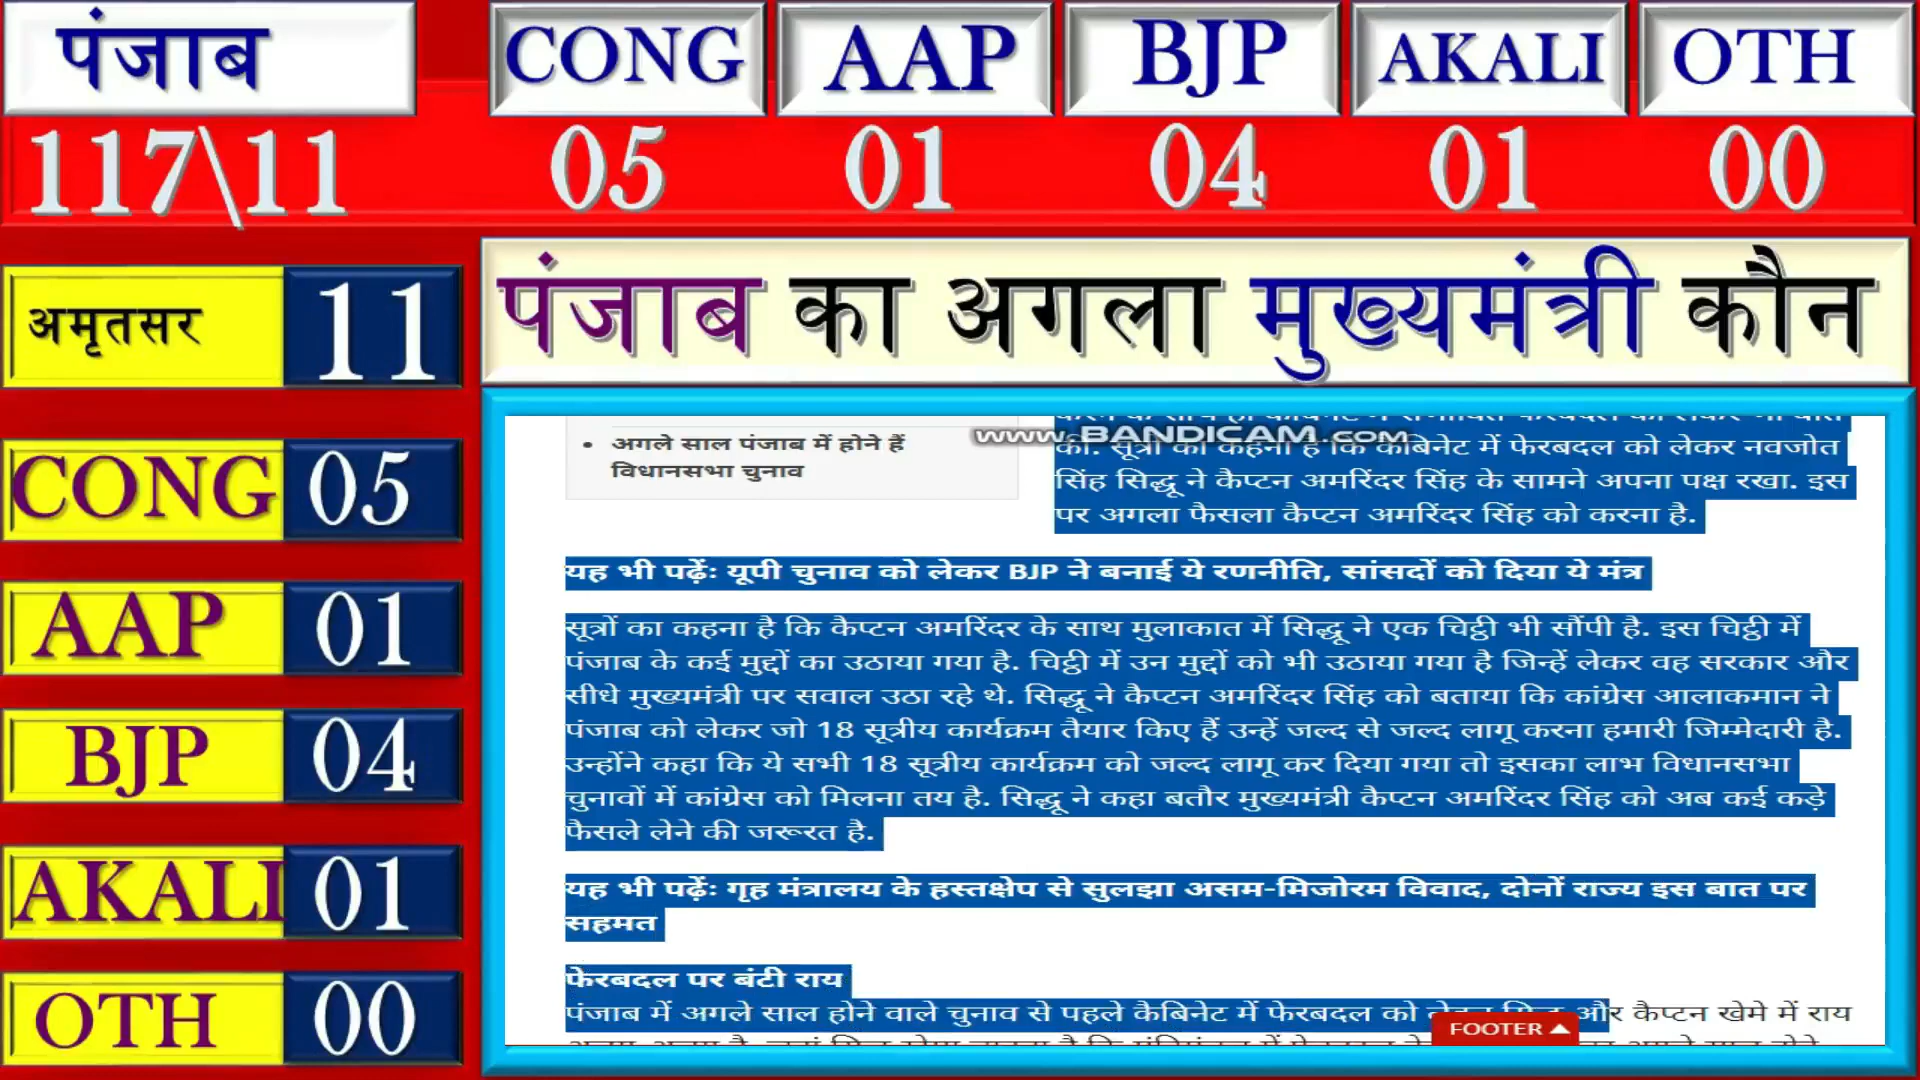 पंजाब
CONG
AAP
BJP
AKALI
OTH
117\11
05
01
04
01
00
अमृतसर
11
CONG
05
AAP
01
BJP
04
AKALI
01
OTH
00
पंजाब का अगला मुख्यमंत्री कौन
www.BANDICAM.com
• अगले साल पंजाब में होने हैं
विधानसभा चुनाव
की. सूत्रों का कहना है कि कैबिनेट में फेरबदल को लेकर नवजोत
सिंह सिद्धू ने कैप्टन अमरिंदर सिंह के सामने अपना पक्ष रखा. इस
पर अगला फैसला कैप्टन अमरिंदर सिंह को करना है.
यह भी पढ़ें: यूपी चुनाव को लेकर BJP ने बनाई ये रणनीति, सांसदों को दिया ये मंत्र
सूत्रों का कहना है कि कैप्टन अमरिंदर के साथ मुलाकात में सिद्धू ने एक चिट्ठी भी सौंपी है. इस चिट्ठी में
पंजाब के कई मुद्दों का उठाया गया है. चिट्ठी में उन मुद्दों को भी उठाया गया है जिन्हें लेकर वह सरकार और
सीधे मुख्यमंत्री पर सवाल उठा रहे थे. सिद्धू ने कैप्टन अमरिंदर सिंह को बताया कि कांग्रेस आलाकमान ने
पंजाब को लेकर जो 18 सूत्रीय कार्यक्रम तैयार किए हैं उन्हें जल्द से जल्द लागू करना हमारी जिम्मेदारी है.
उन्होंने कहा कि ये सभी 18 सूत्रीय कार्यक्रम को जल्द लागू कर दिया गया तो इसका लाभ विधानसभा
चुनावों में कांग्रेस को मिलना तय है. सिद्धू ने कहा बतौर मुख्यमंत्री कैप्टन अमरिंदर सिंह को अब कई कड़े
फैसले लेने की जरूरत है.
यह भी पढ़ें: गृह मंत्रालय के हस्तक्षेप से सुलझा असम-मिजोरम विवाद, दोनों राज्य इस बात पर
सहमत
फेरबदल पर बंटी राय
पंजाब में अगले साल होने वाले चुनाव से पहले कैबिनेट में फेरबदल को और कैप्टन खेमे में राय
FOOTER